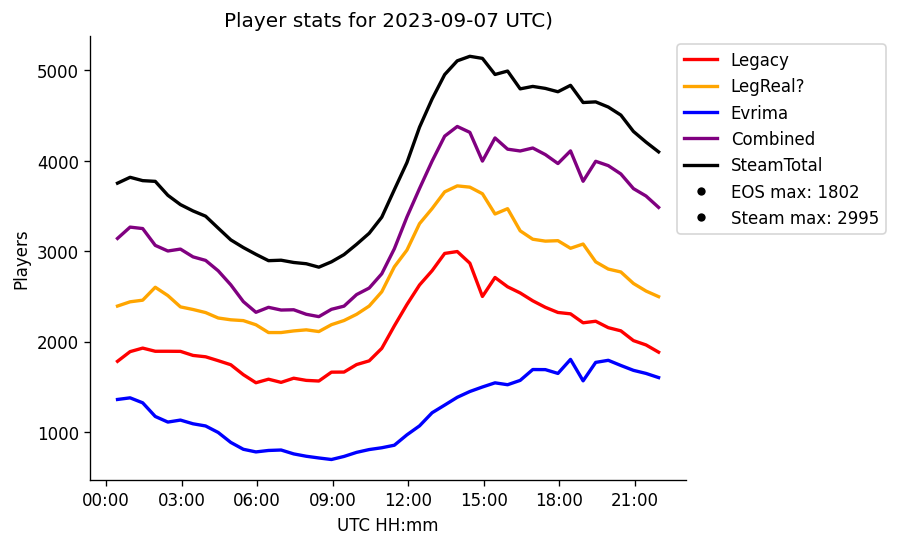 Player stats for 2023-09-07 UTC)
Legacy
LegReal?
Evrima
Combined
SteamTotal
EOS max: 1802
Steam max: 2995
Players
5000
4000
3000
2000
1000
00:00 03:00 06:00 09:00 12:00 15:00 18:00 21:00
UTC HH:mm